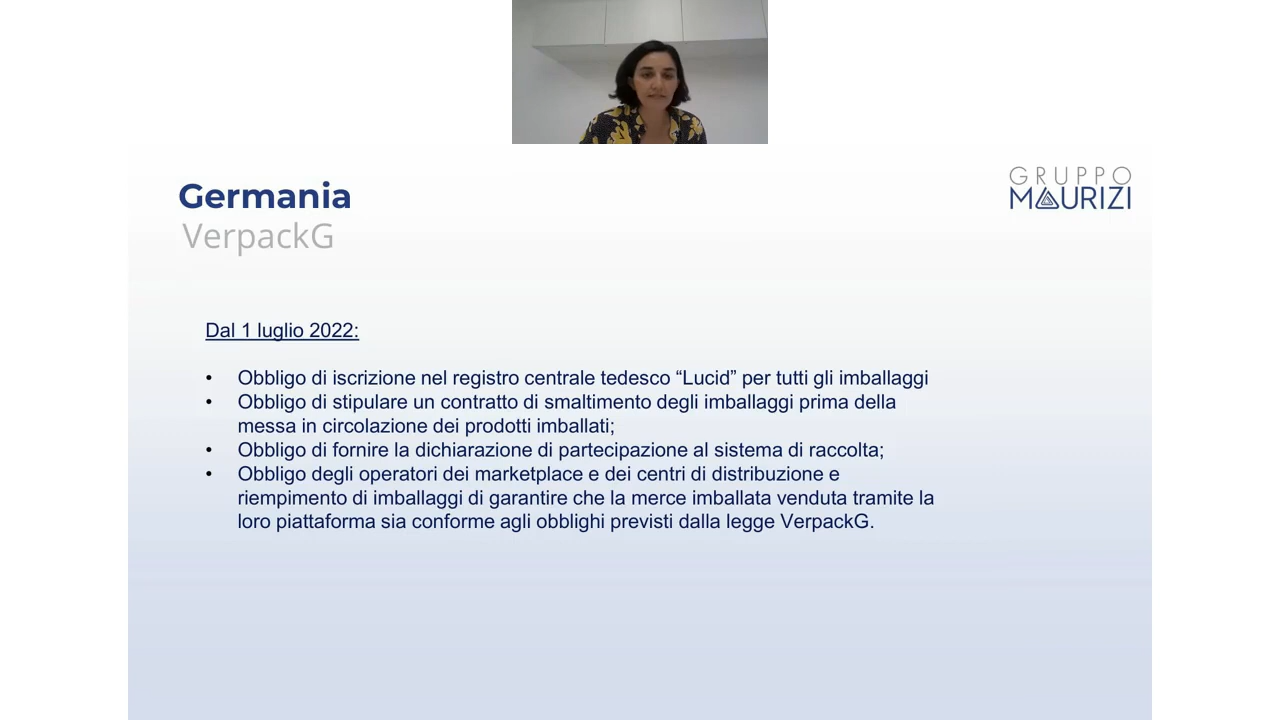 GRUPPO
MAURIZI
Germania
VerpackG
Dal 1 luglio 2022:
• Obbligo di iscrizione nel registro centrale tedesco “Lucid” per tutti gli imballaggi
• Obbligo di stipulare un contratto di smaltimento degli imballaggi prima della
messa in circolazione dei prodotti imballati;
• Obbligo di fornire la dichiarazione di partecipazione al sistema di raccolta;
• Obbligo degli operatori dei marketplace e dei centri di distribuzione e
riempimento di imballaggi di garantire che la merce imballata venduta tramite la
loro piattaforma sia conforme agli obblighi previsti dalla legge VerpackG.